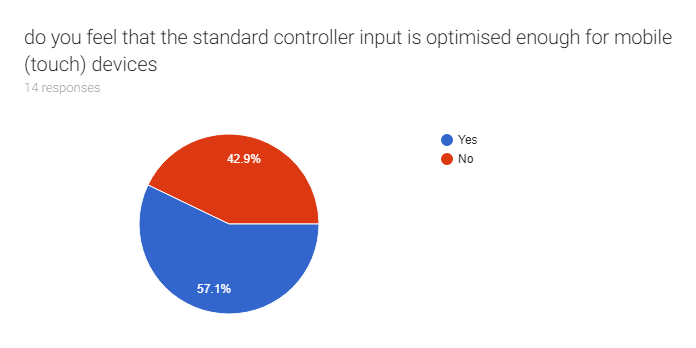 do you feel that the standard controller input is optimised enough for mobile
(touch) devices
14 responses
Yes
No
42.9%
57.1%